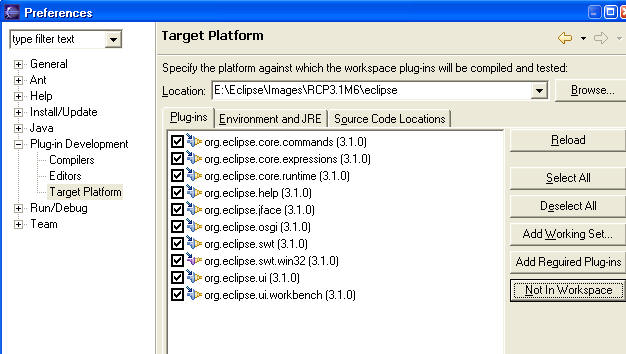 Preferences
type filter text
Target Platform
General
Ant
Help
Install/Update
Java
Plug-in Development
Compilers
Editors
Target Platform
Run/Debug
Team
Specify the platform against which the workspace plug-ins will be compiled and tested:
Location: E:\Eclipse\Images\RCP3.1M6\eclipse Browse...
Plug-ins Environment and JRE Source Code Locations
org.eclipse.core.commands (3.1.0)
org.eclipse.core.expressions (3.1.0)
org.eclipse.core.runtime (3.1.0)
org.eclipse.help (3.1.0)
org.eclipse.jface (3.1.0)
org.eclipse.osgi (3.1.0)
org.eclipse.swt (3.1.0)
org.eclipse.swt.win32 (3.1.0)
org.eclipse.ui (3.1.0)
org.eclipse.ui.workbench (3.1.0)
Reload
Select All
Deselect All
Add Working Set...
Add Required Plug-ins
Not In Workspace